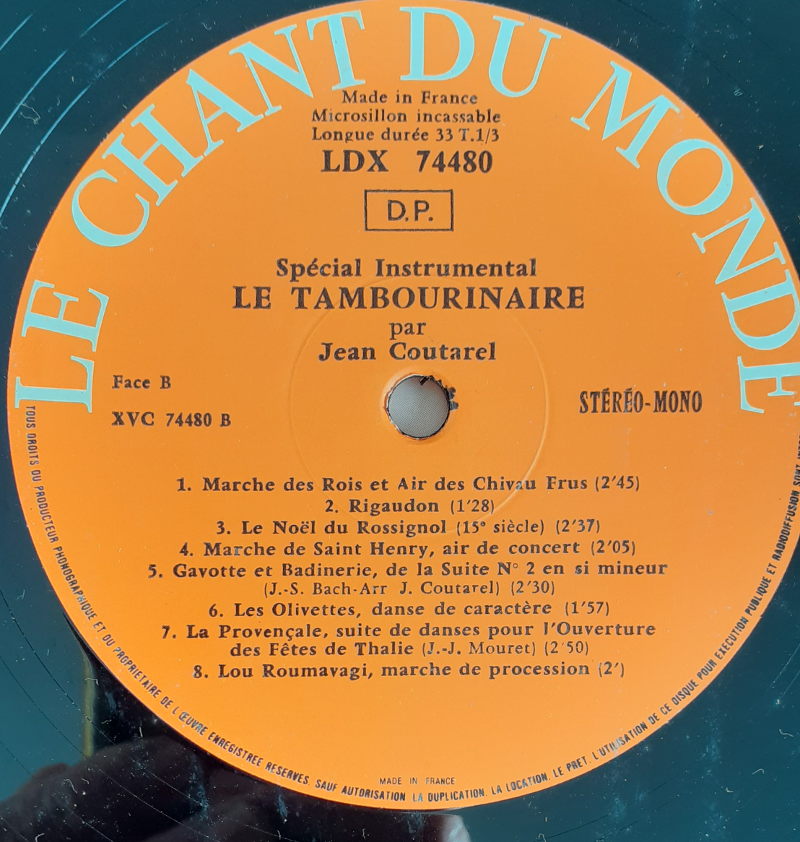 LE CHANT DU MONDE
Made in France
Microsillon incassable
Longue durée 33 T.1/3
LDX 74480
D.P.
Spécial Instrumental
LE TAMBOURINAIRE
par
Jean Coutarel
Face B
XVC 74480 B
STÉRÉO-MONO
1. Marche des Rois et Air des Chivau Frus (2'45)
2. Rigaudon (1'28)
3. Le Noël du Rossignol (15e siècle) (2'37)
4. Marche de Saint Henry, air de concert (2'05)
5. Gavotte et Badinerie, de la Suite N° 2 en si mineur
(J.-S. Bach-Arr J. Coutarel) (2'30)
6. Les Olivettes, danse de caractère (1'57)
7. La Provençale, suite de danses pour l'Ouverture
des Fêtes de Thalie (J.-J. Mouret) (2'50)
8. Lou Roumavagi, marche de procession (2')
MADE IN FRANCE
TOUS DROITS DU PRODUCTEUR PHONOGRAPHIQUE ET DU PROPRIETAIRE DE L'ŒUVRE ENREGISTREE RESERVES. SAUF AUTORISATION LA DUPLICATION. LA LOCATION. LE PRET. L'UTILISATION DE CE DISQUE POUR EXECUTION PUBLIQUE ET RADIODIFFUSION SONT